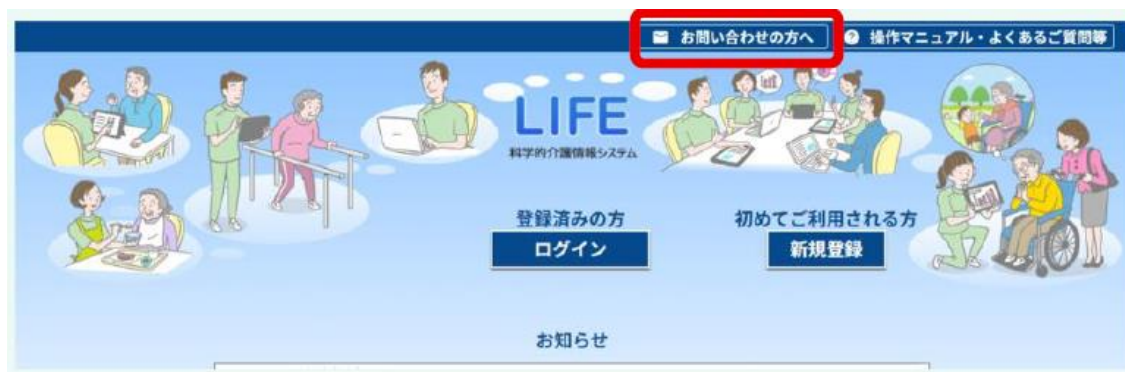 お問い合わせの方へ
操作マニュアル・よくあるご質問等
LIFE
科学的介護情報システム
登録済みの方
初めてご利用される方
ログイン
新規登録
お知らせ